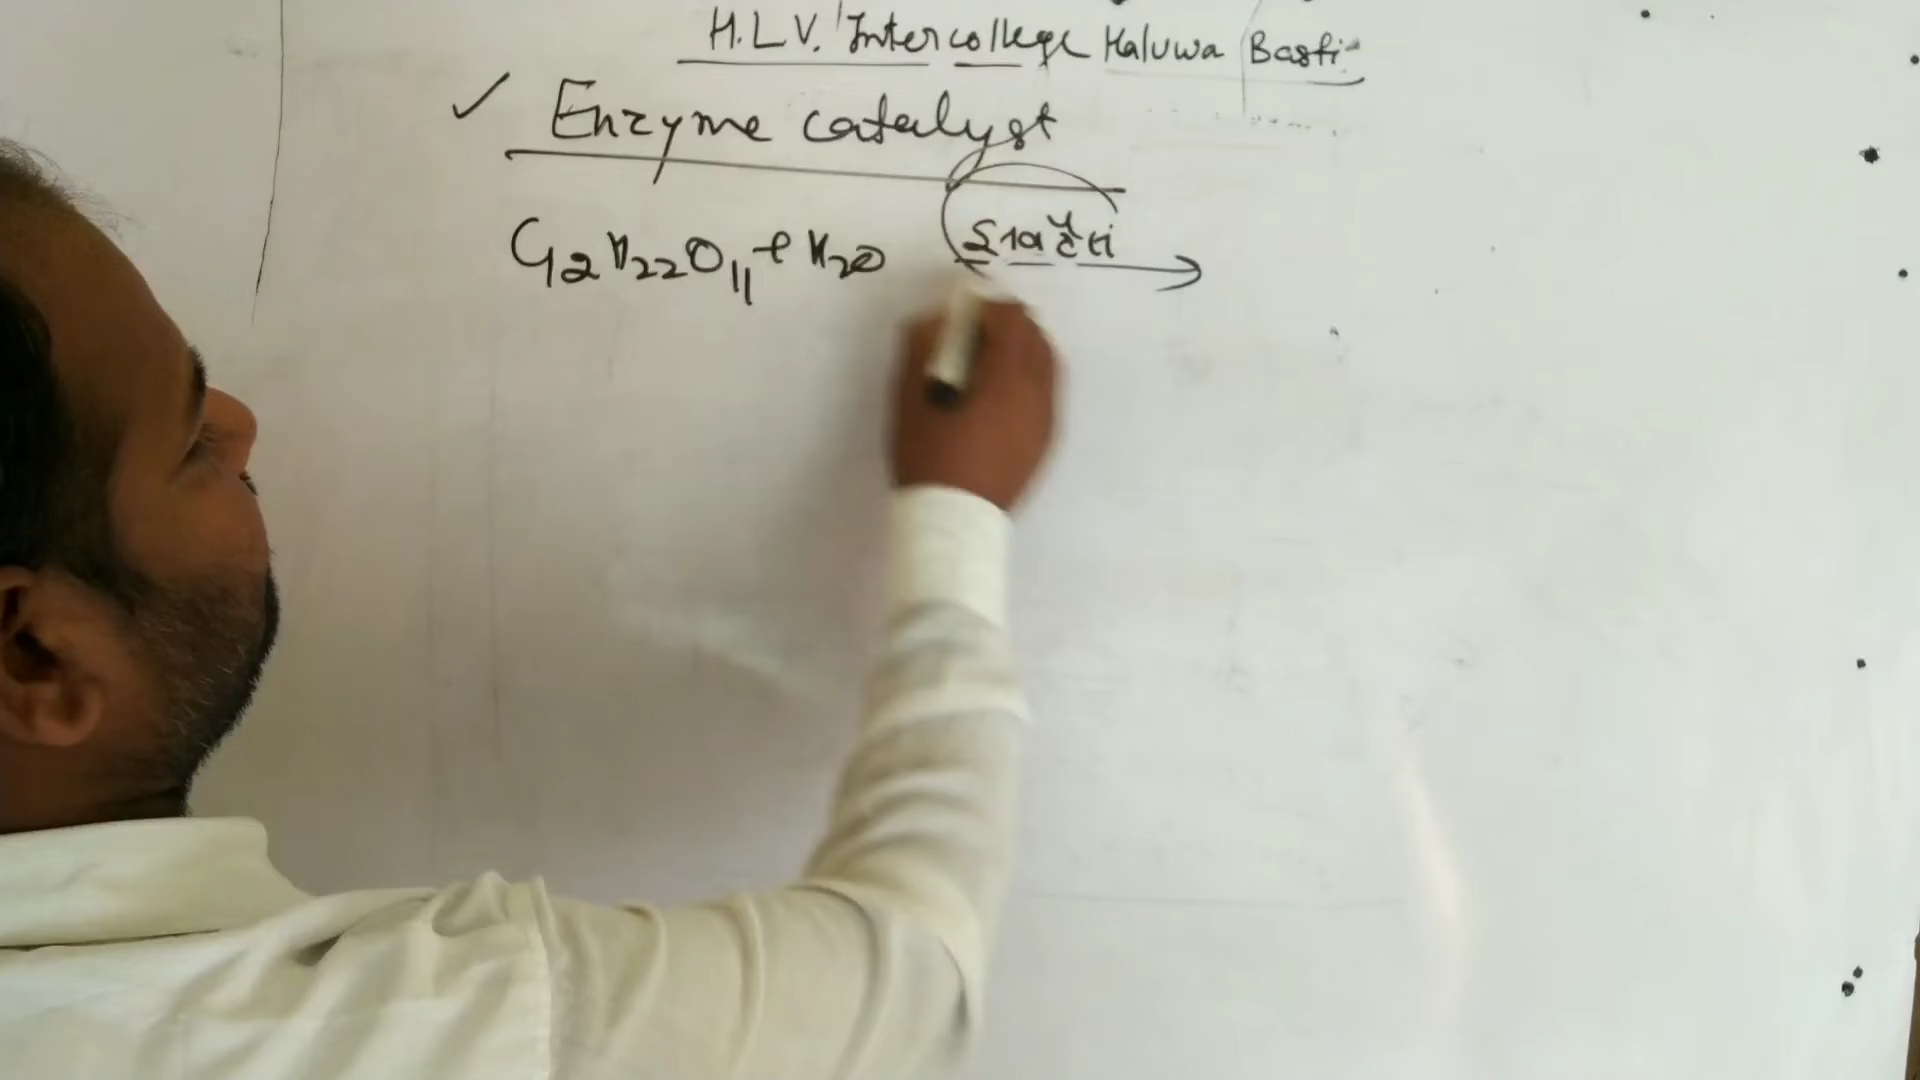 H.L.V. Intercollege Haluwa Basti
✓ Enzyme catalyst
C12H22O11 + H2O →